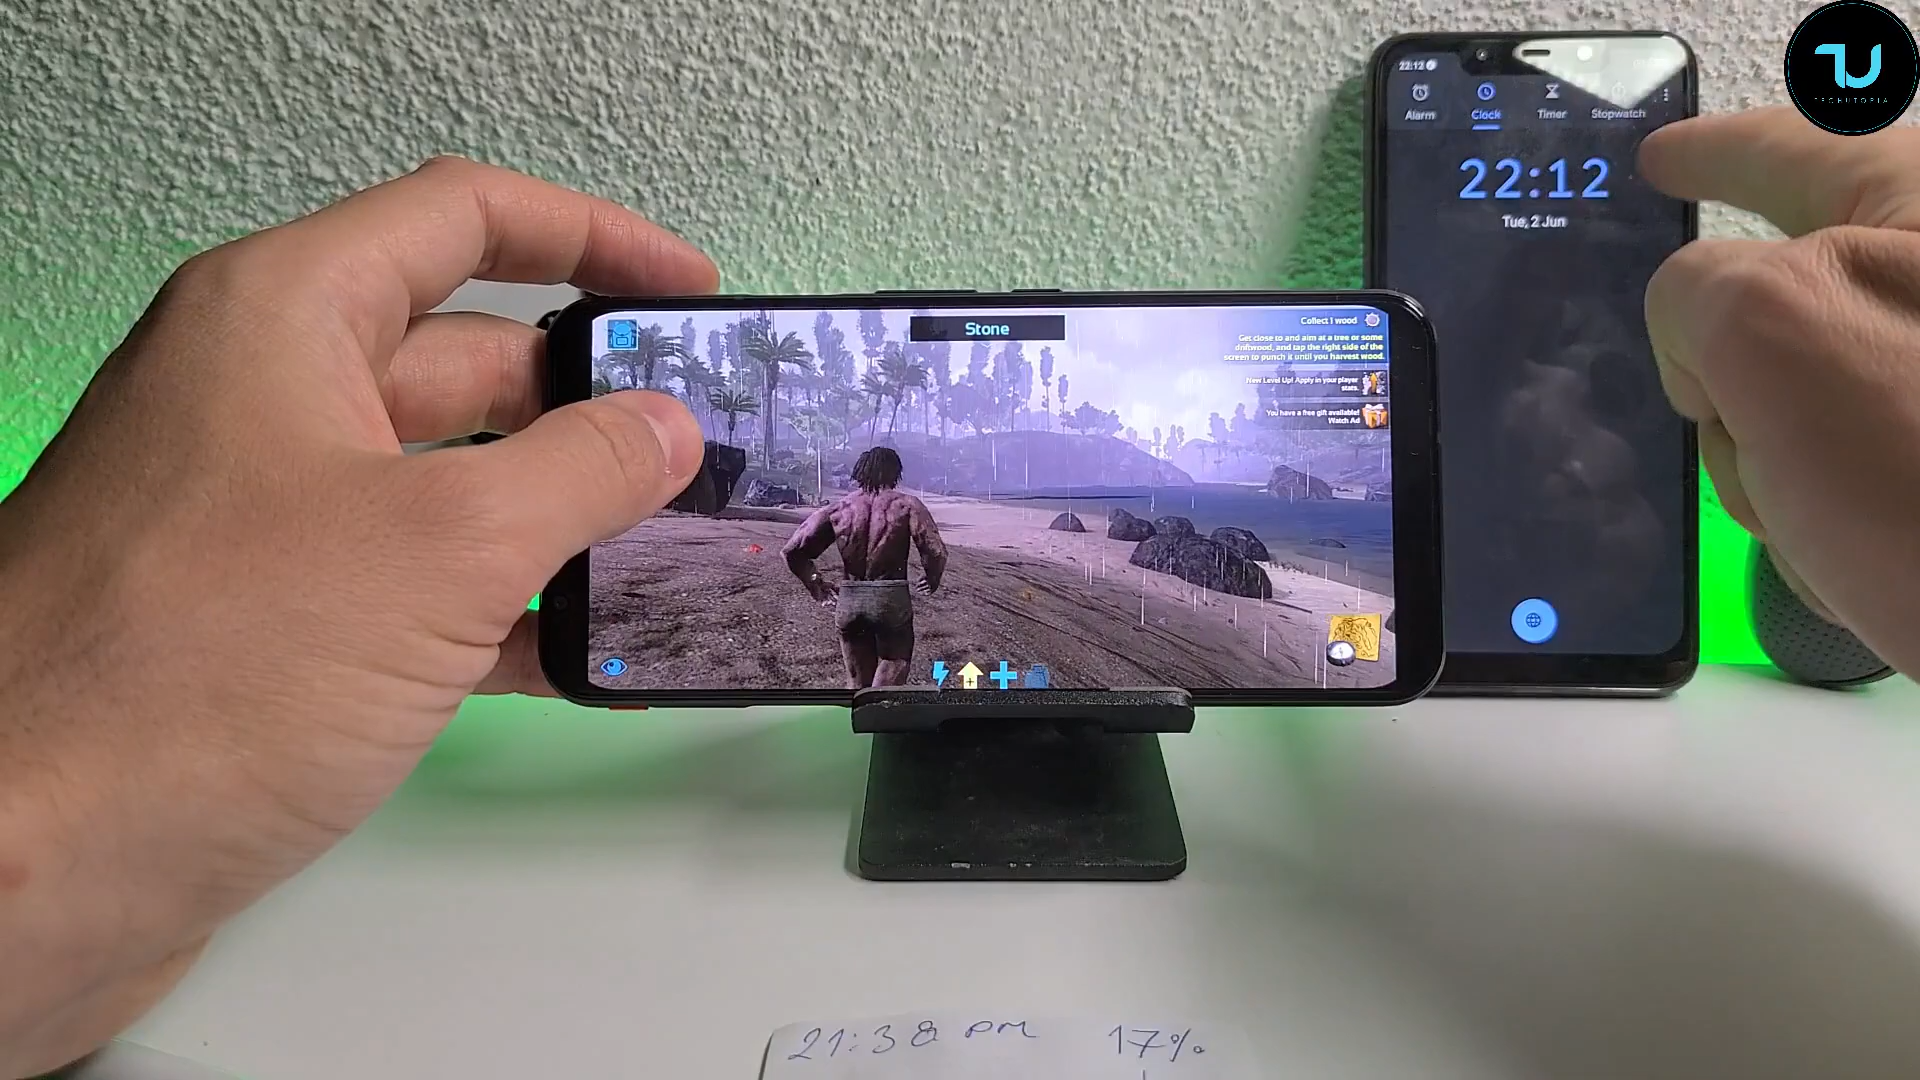 TU
TECHUTOPIA
22:12
Alarm
Clock
Timer
Stopwatch
22:12
Tue, 2 Jun
Stone
Collect 1 wood
Get close to and aim at a tree or some
driftwood, and tap the right side of the
screen to punch it until you harvest wood.
New Level Up! Apply in your player
stats.
You have a free gift available!
Watch Ad
21:38 pm 17%